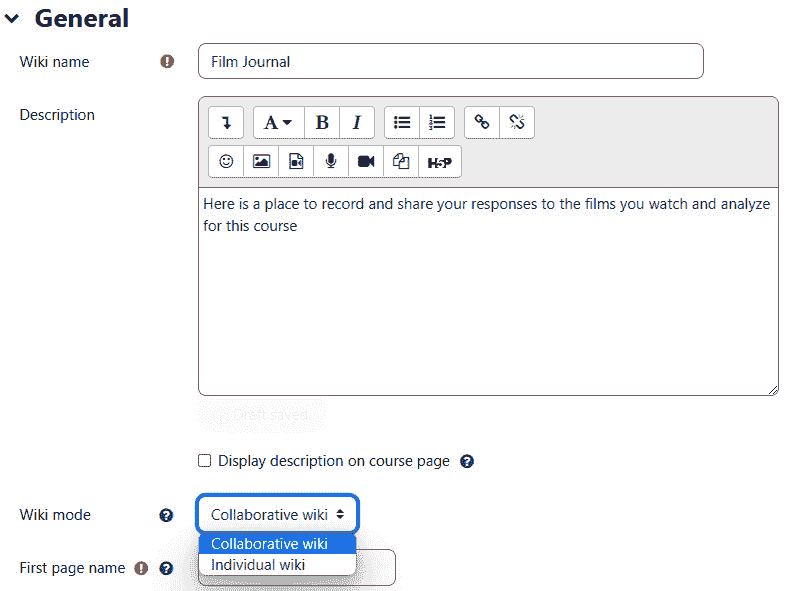 General
Wiki name
Film Journal
Description
A B I
H5P
Here is a place to record and share your responses to the films you watch and analyze
for this course
Draft saved
Display description on course page
Wiki mode
Collaborative wiki
Collaborative wiki
Individual wiki
First page name